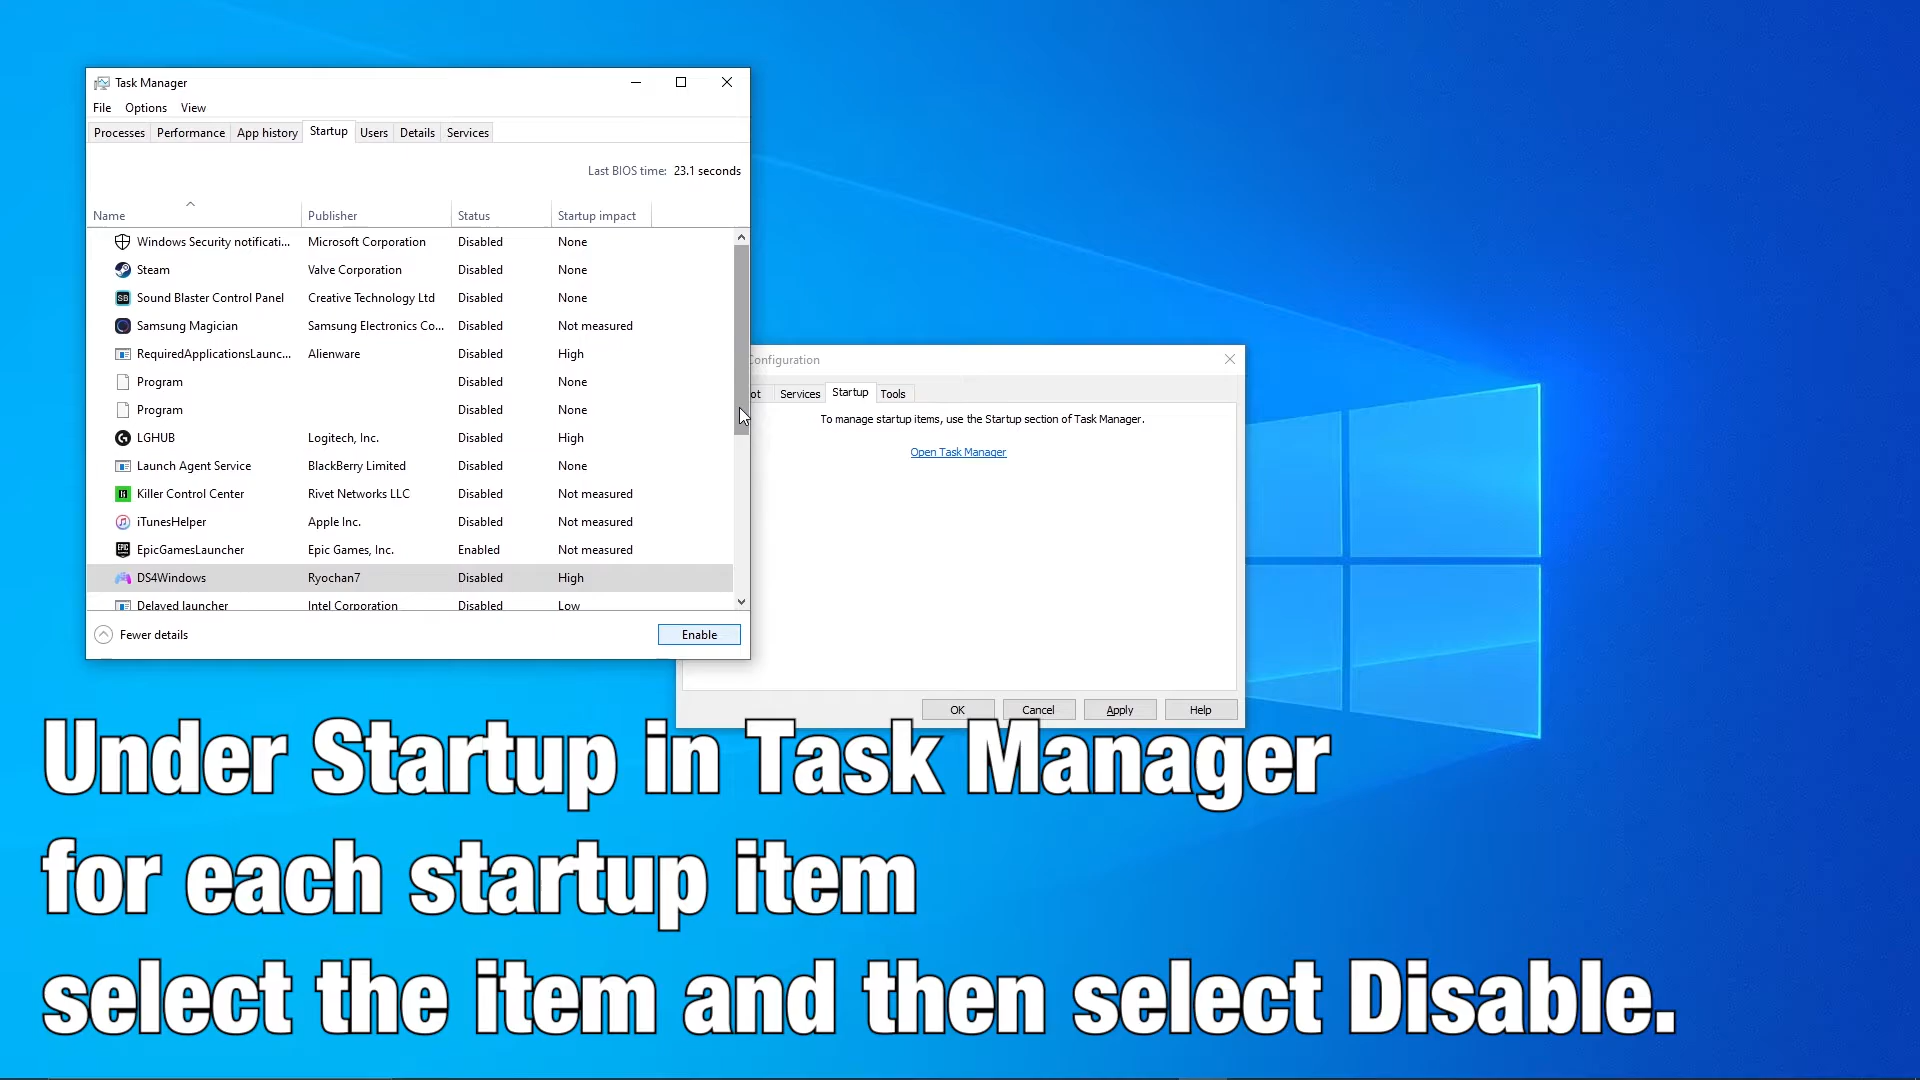 Task Manager
File Options View
Processes Performance App history Startup Users Details Services
Last BIOS time: 23.1 seconds
Name Publisher Status Startup impact
Windows Security notificati... Microsoft Corporation Disabled None
Steam Valve Corporation Disabled None
Sound Blaster Control Panel Creative Technology Ltd Disabled None
Samsung Magician Samsung Electronics Co... Disabled Not measured
RequiredApplicationsLaunc... Alienware Disabled High
Program Disabled None
Program Disabled None
LGHUB Logitech, Inc. Disabled High
Launch Agent Service BlackBerry Limited Disabled None
Killer Control Center Rivet Networks LLC Disabled Not measured
iTunesHelper Apple Inc. Disabled Not measured
EpicGamesLauncher Epic Games, Inc. Enabled Not measured
DS4Windows Ryochan7 Disabled High
Delayed launcher Intel Corporation Disabled Low
Fewer details Enable
Configuration
ot Services Startup Tools
To manage startup items, use the Startup section of Task Manager.
Open Task Manager
OK Cancel Apply Help
Under Startup in Task Manager
for each startup item
select the item and then select Disable.